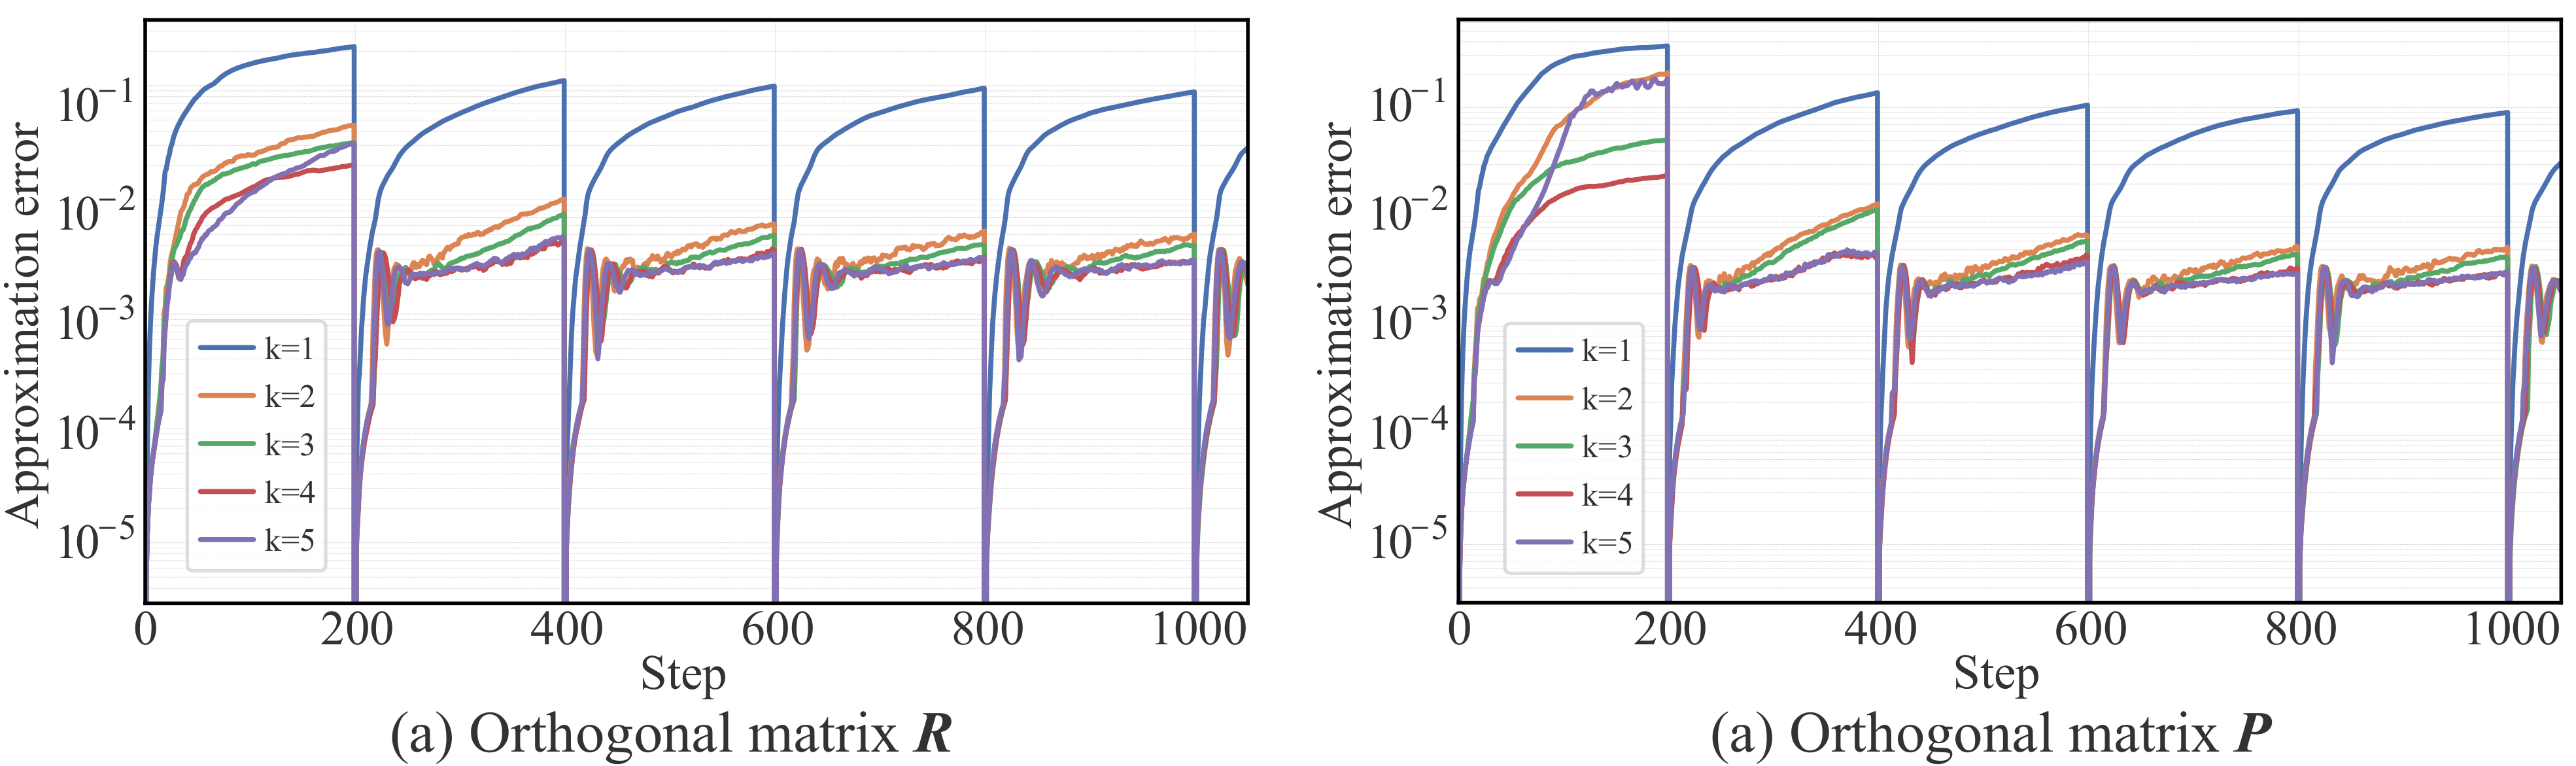 Approximation error
10⁻¹
10⁻²
10⁻³
10⁻⁴
10⁻⁵
k=1
k=2
k=3
k=4
k=5
0 200 400 600 800 1000
Step
(a) Orthogonal matrix R
Approximation error
10⁻¹
10⁻²
10⁻³
10⁻⁴
10⁻⁵
k=1
k=2
k=3
k=4
k=5
0 200 400 600 800 1000
Step
(a) Orthogonal matrix P